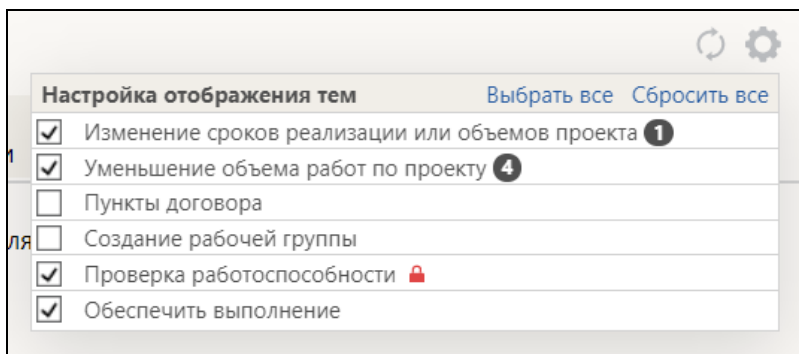 Настройка отображения тем Выбрать все Сбросить все
Изменение сроков реализации или объемов проекта 1
и
Уменьшение объема работ по проекту 4
Пункты договора
ля Создание рабочей группы
Проверка работоспособности
Обеспечить выполнение